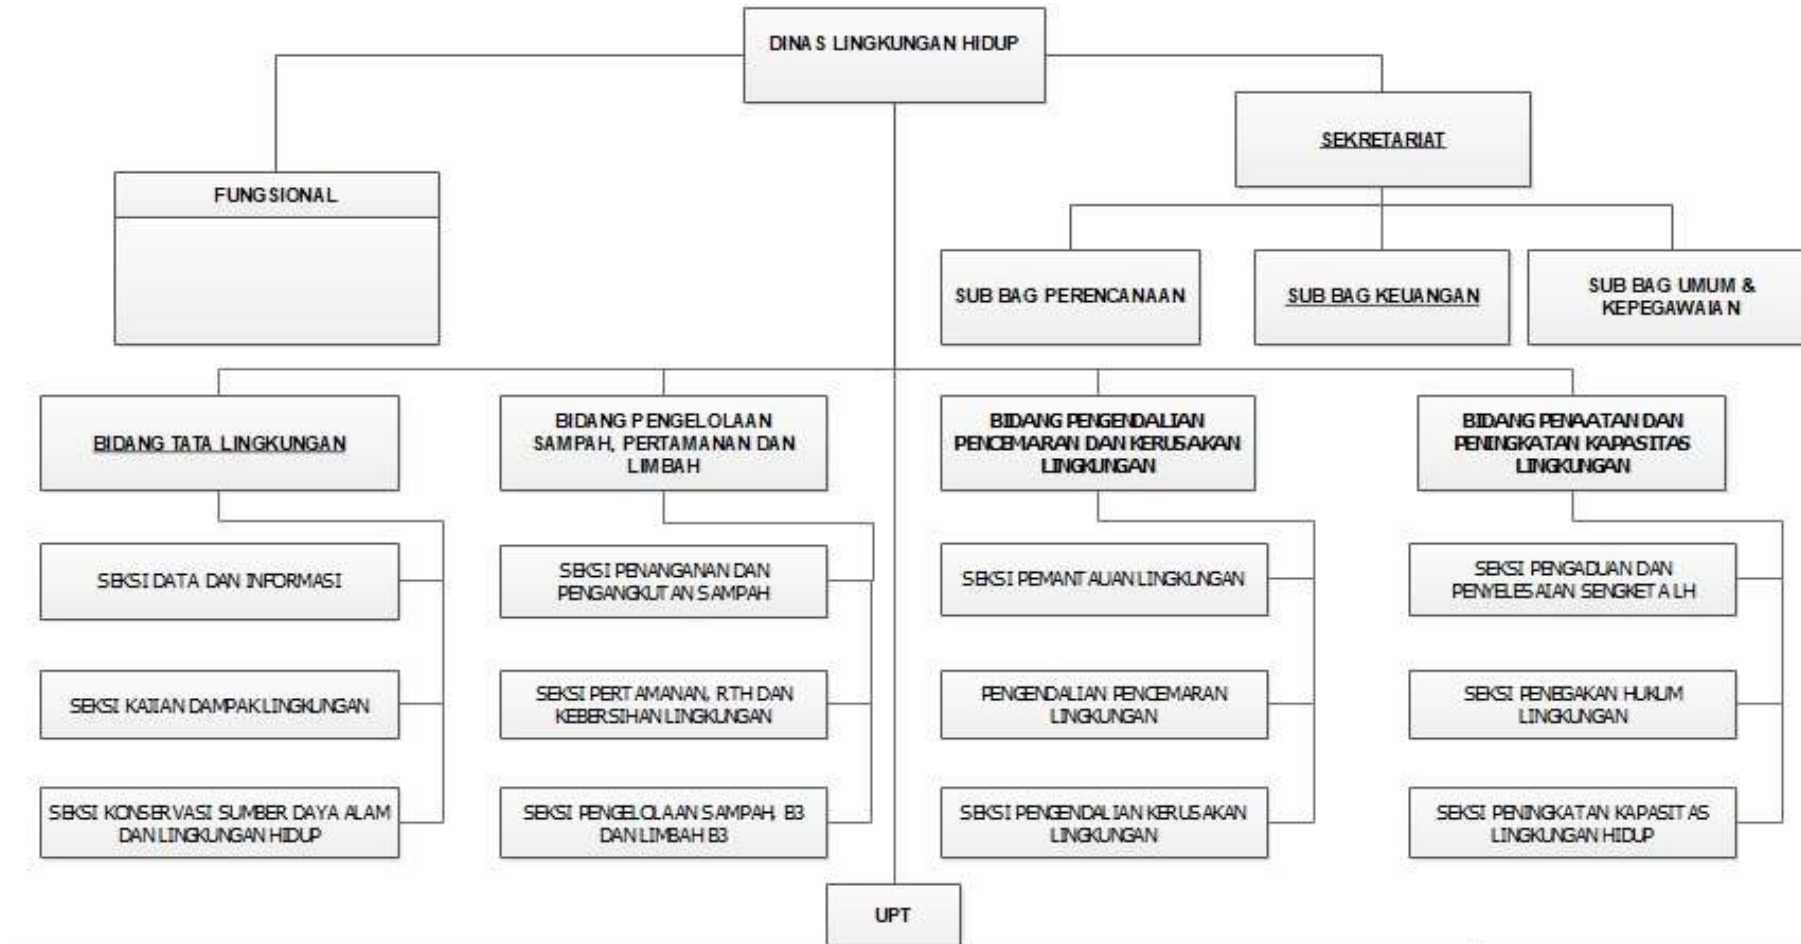 DINAS LINGKUNGAN HIDUP
SEKRETARIAT
FUNGSIONAL
SUB BAG PERENCANAAN
SUB BAG KEUANGAN
SUB BAG UMUM &
KEPEGAWAIAN
BIDANG TATA LINGKUNGAN
BIDANG PENGELOLAAN
SAMPAH, PERTAMANAN DAN
LIMBAH
BIDANG PENGENDALIAN
PENCEMARAN DAN KERUSAKAN
LINGKUNGAN
BIDANG PENAATAN DAN
PENINGKATAN KAPASITAS
LINGKUNGAN
SEKSI DATA DAN INFORMASI
SEKSI PENANGANAN DAN
PENGANGKUTAN SAMPAH
SEKSI PEMANTAUAN LINGKUNGAN
SEKSI PENGADUAN DAN
PENYELESAIAN SENGKETA LH
SEKSI KAJIAN DAMPAK LINGKUNGAN
SEKSI PERTAMANAN, RTH DAN
KEBERSIHAN LINGKUNGAN
PENGENDALIAN PENCEMARAN
LINGKUNGAN
SEKSI PENEGAKAN HUKUM
LINGKUNGAN
SEKSI KONSERVASI SUMBER DAYA ALAM
DAN LINGKUNGAN HIDUP
SEKSI PENGELOLAAN SAMPAH, B3
DAN LIMBAH B3
SEKSI PENGENDALIAN KERUSAKAN
LINGKUNGAN
SEKSI PENINGKATAN KAPASITAS
LINGKUNGAN HIDUP
UPT